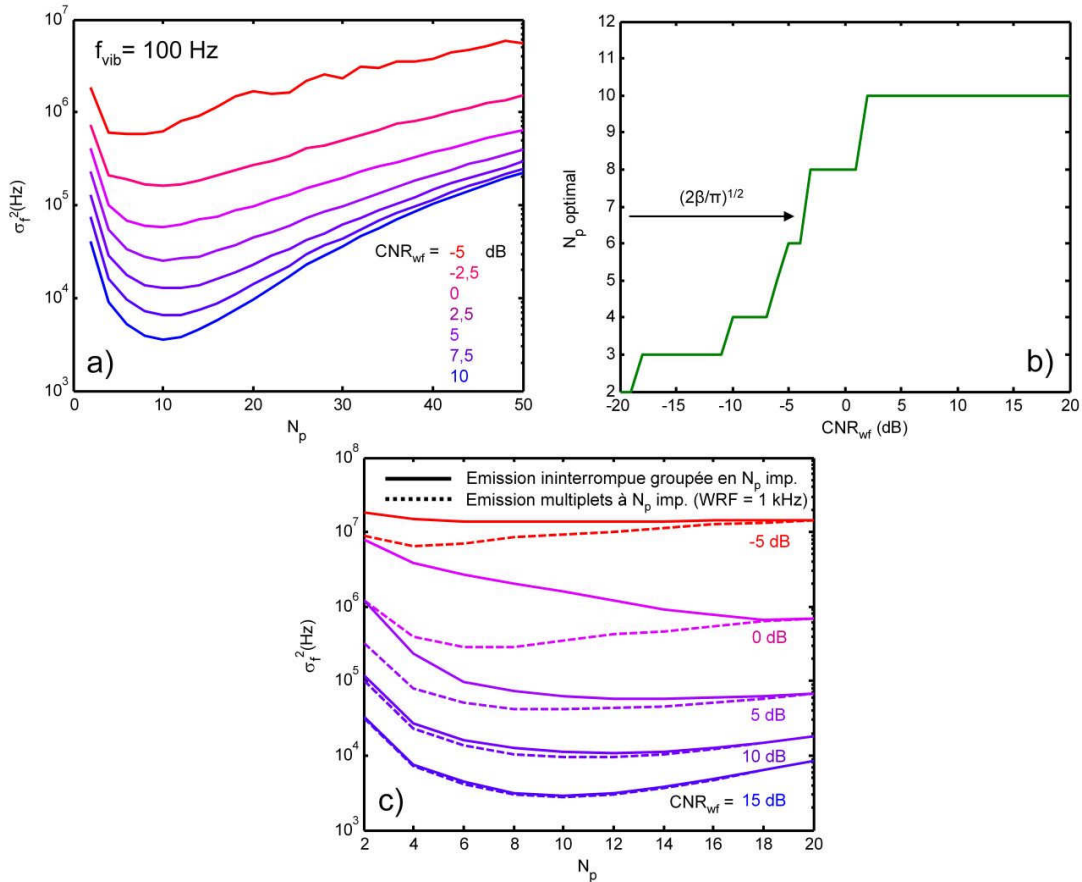 f_vib= 100 Hz
10^7
10^6
10^5
10^4
10^3
σ_f^2(Hz)
CNR_wf = -5 dB
-2,5
0
2,5
5
7,5
10
a)
0 10 20 30 40 50
N_p
12
11
10
9
8
7
6
5
4
3
2
N_p optimal
(2β/π)^1/2
b)
-20 -15 -10 -5 0 5 10 15 20
CNR_wf (dB)
10^8
10^7
10^6
10^5
10^4
10^3
σ_f^2(Hz)
Emission ininterrompue groupée en N_p imp.
Emission multiplets à N_p imp. (WRF = 1 kHz)
-5 dB
0 dB
5 dB
10 dB
CNR_wf = 15 dB
c)
2 4 6 8 10 12 14 16 18 20
N_p